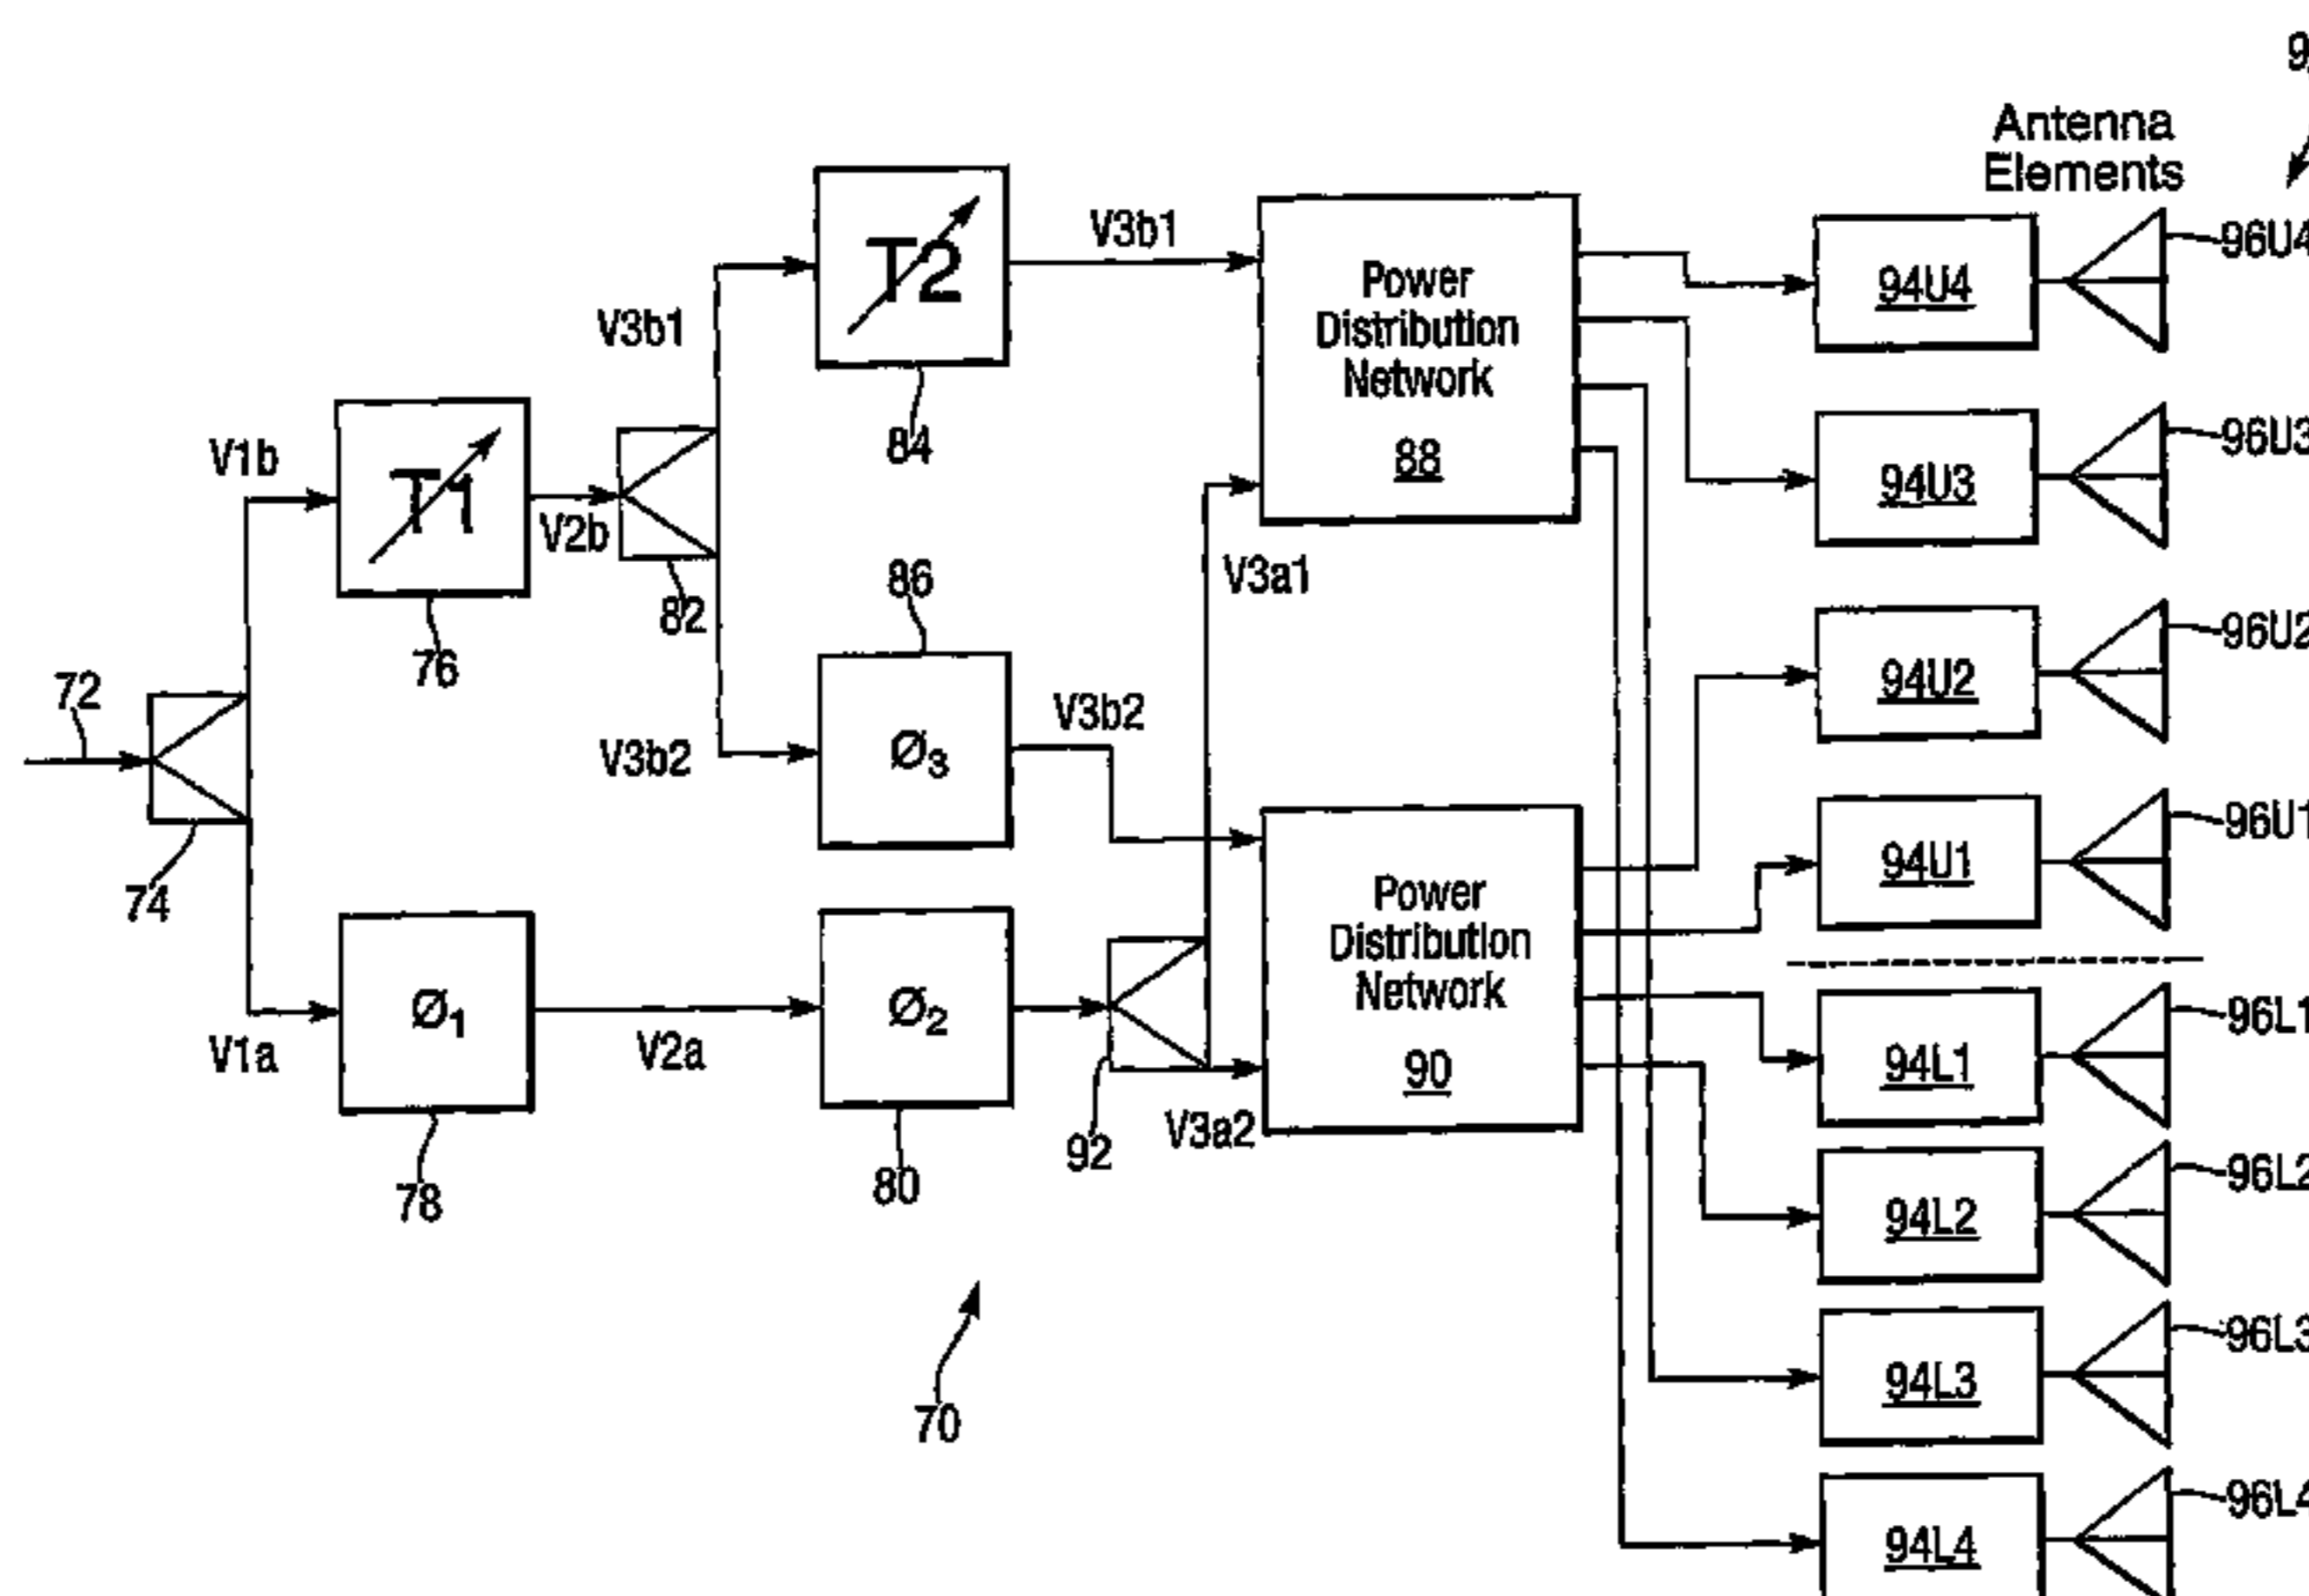 9
Antenna
Elements
T2
V3b1
V3b1
84
Power
Distribution
Network
88
94U4
96U4
V1b
T1
V2b
76
82
94U3
96U3
V3a1
86
Ø3
V3b2
V3b2
94U2
96U2
72
74
94U1
96U1
Power
Distribution
Network
90
V1a
Ø1
78
V2a
Ø2
80
92
V3a2
94L1
96L1
94L2
96L2
94L3
96L3
94L4
96L4
70